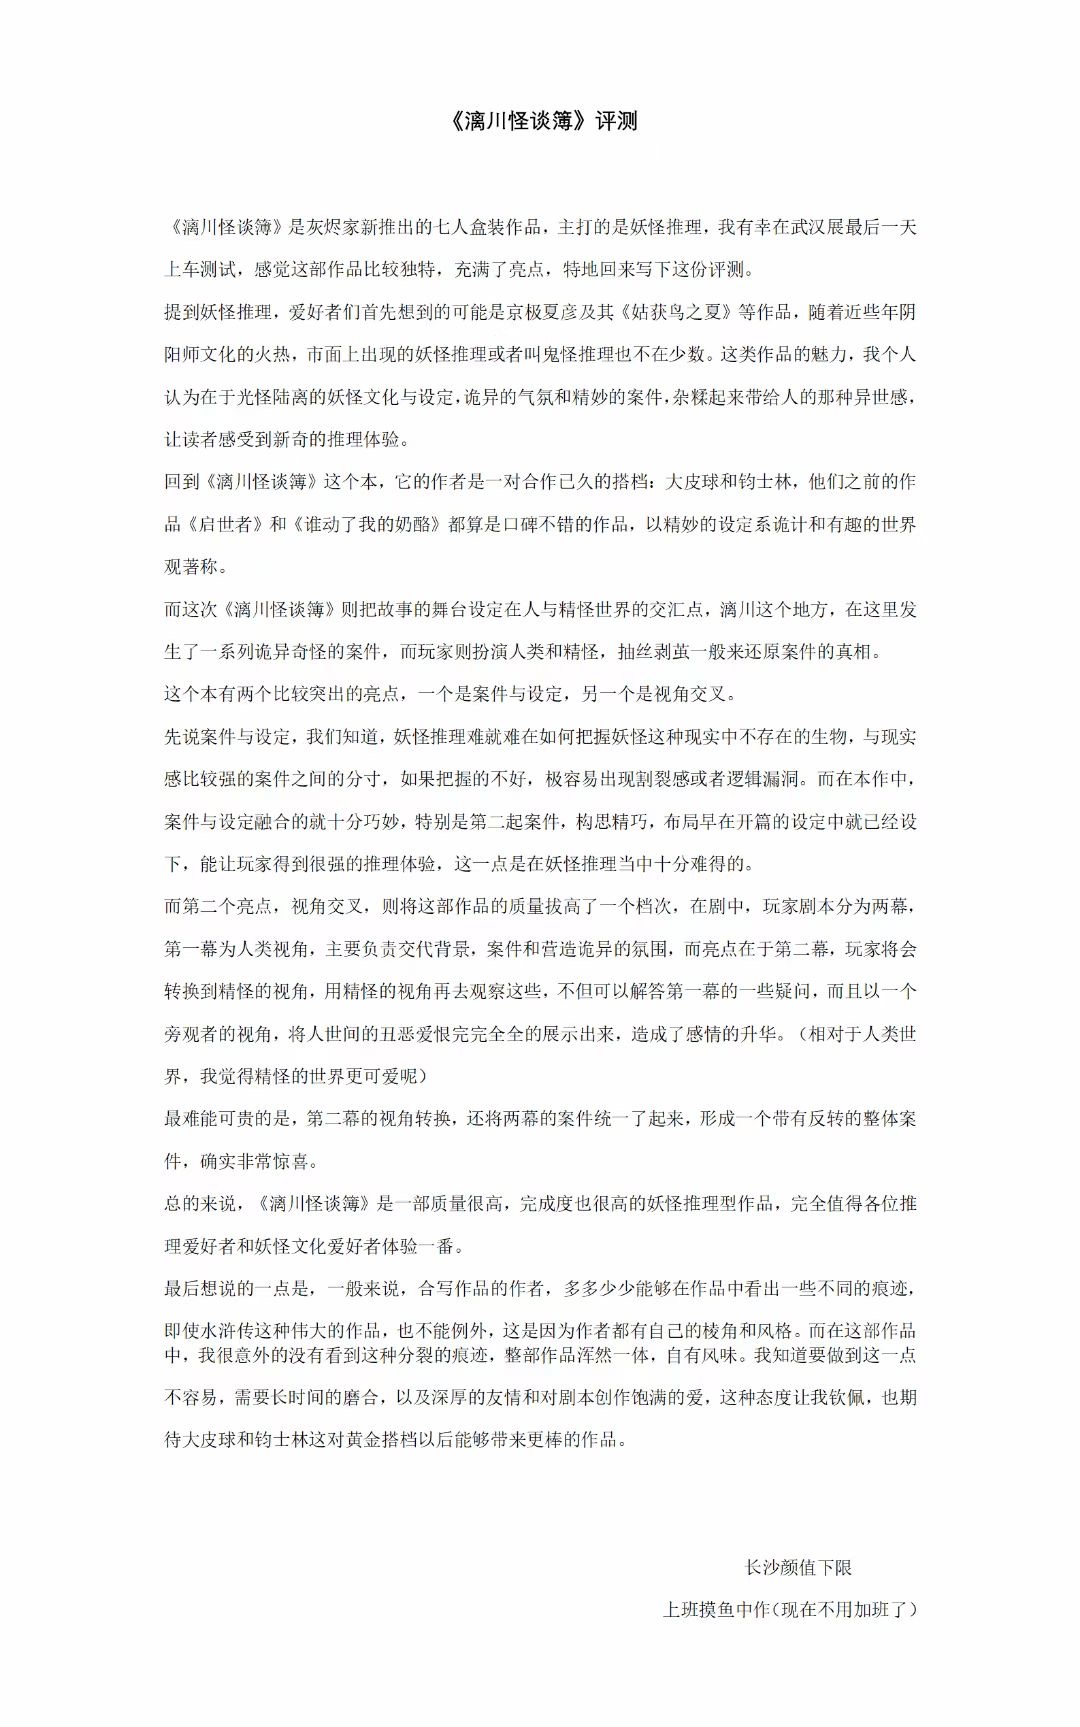 《漓川怪谈簿》评测
《漓川怪谈簿》是灰烬家新推出的七人盒装作品，主打的是妖怪推理，我有幸在武汉展最后一天
上车测试，感觉这部作品比较独特，充满了亮点，特地回来写下这份评测。
提到妖怪推理，爱好者们首先想到的可能是京极夏彦及其《姑获鸟之夏》等作品，随着近些年阴
阳师文化的火热，市面上出现的妖怪推理或者叫鬼怪推理也不在少数。这类作品的魅力，我个人
认为在于光怪陆离的妖怪文化与设定，诡异的气氛和精妙的案件，杂糅起来带给人的那种异世感，
让读者感受到新奇的推理体验。
回到《漓川怪谈簿》这个本，它的作者是一对合作已久的搭档：大皮球和钧士林，他们之前的作
品《启世者》和《谁动了我的奶酪》都算是口碑不错的作品，以精妙的设定系诡计和有趣的世界
观著称。
而这次《漓川怪谈簿》则把故事的舞台设定在人与精怪世界的交汇点，漓川这个地方，在这里发
生了一系列诡异奇怪的案件，而玩家则扮演人类和精怪，抽丝剥茧一般来还原案件的真相。
这个本有两个比较突出的亮点，一个是案件与设定，另一个是视角交叉。
先说案件与设定，我们知道，妖怪推理难就难在如何把握妖怪这种现实中不存在的生物，与现实
感比较强的案件之间的分寸，如果把握的不好，极容易出现割裂感或者逻辑漏洞。而在本作中，
案件与设定融合的就十分巧妙，特别是第二起案件，构思精巧，布局早在开篇的设定中就已经设
下，能让玩家得到很强的推理体验，这一点是在妖怪推理当中十分难得的。
而第二个亮点，视角交叉，则将这部作品的质量拔高了一个档次，在剧中，玩家剧本分为两幕，
第一幕为人类视角，主要负责交代背景，案件和营造诡异的氛围，而亮点在于第二幕，玩家将会
转换到精怪的视角，用精怪的视角再去观察这些，不但可以解答第一幕的一些疑问，而且以一个
旁观者的视角，将人世间的丑恶爱恨完完全全的展示出来，造成了感情的升华。（相对于人类世
界，我觉得精怪的世界更可爱呢）
最难能可贵的是，第二幕的视角转换，还将两幕的案件统一了起来，形成一个带有反转的整体案
件，确实非常惊喜。
总的来说，《漓川怪谈簿》是一部质量很高，完成度也很高的妖怪推理型作品，完全值得各位推
理爱好者和妖怪文化爱好者体验一番。
最后想说的一点是，一般来说，合写作品的作者，多多少少能够在作品中看出一些不同的痕迹，
即使水浒传这种伟大的作品，也不能例外，这是因为作者都有自己的棱角和风格。而在这部作品
中，我很意外的没有看到这种分裂的痕迹，整部作品浑然一体，自有风味。我知道要做到这一点
不容易，需要长时间的磨合，以及深厚的友情和对剧本创作饱满的爱，这种态度让我钦佩，也期
待大皮球和钧士林这对黄金搭档以后能够带来更棒的作品。
长沙颜值下限
上班摸鱼中作（现在不用加班了）